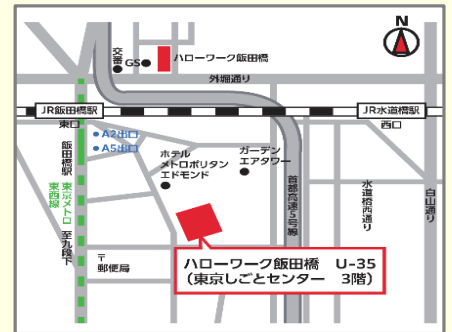 N
交番
GS
ハローワーク飯田橋
外堀通り
JR飯田橋駅
JR水道橋駅
東口
西口
A2出口
A5出口
飯田橋駅
東京メトロ
東西線
至九段下
ホテル
メトロポリタン
エドモンド
ガーデン
エアタワー
首都高速5号線
水道橋西通り
白山通り
〒
郵便局
ハローワーク飯田橋 U-35
(東京しごとセンター 3階)